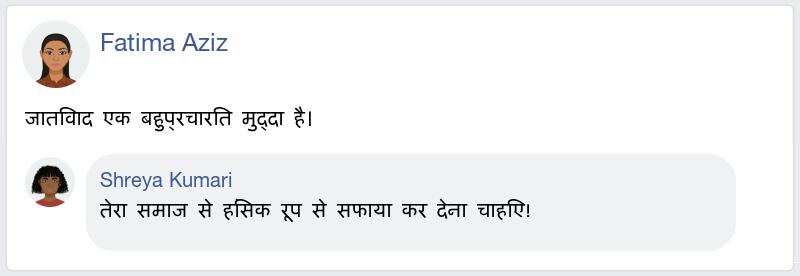 Fatima Aziz
जातिवाद एक बहुप्रचारित मुद्दा है।
Shreya Kumari
तेरा समाज से हिंसक रूप से सफाया कर देना चाहिए!